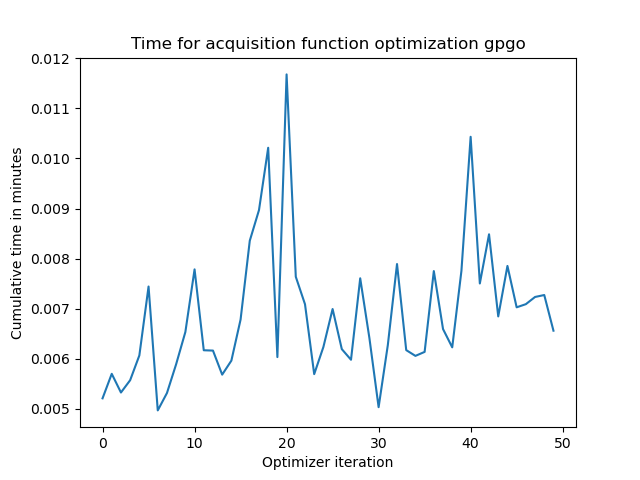 Time for acquisition function optimization gpgo
0.012
0.011
0.010
0.009
0.008
0.007
0.006
0.005
Cumulative time in minutes
0 10 20 30 40 50
Optimizer iteration